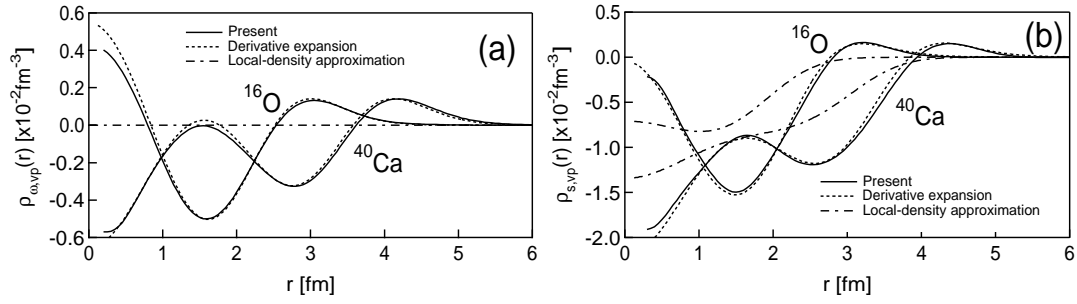 0.6
0.4
0.2
0.0
-0.2
-0.4
-0.6
ρω,vp(r) [x10⁻²fm⁻³]
Present
Derivative expansion
Local-density approximation
(a)
¹⁶O
⁴⁰Ca
0 1 2 3 4 5 6
r [fm]
0.5
0.0
-0.5
-1.0
-1.5
-2.0
ρs,vp(r) [x10⁻²fm⁻³]
(b)
¹⁶O
⁴⁰Ca
Present
Derivative expansion
Local-density approximation
0 1 2 3 4 5 6
r [fm]